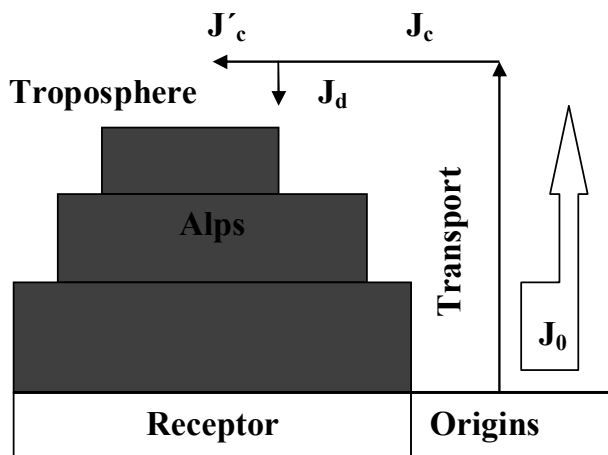 J´c Jc
Troposphere Jd
Alps
Transport
J0
Receptor Origins